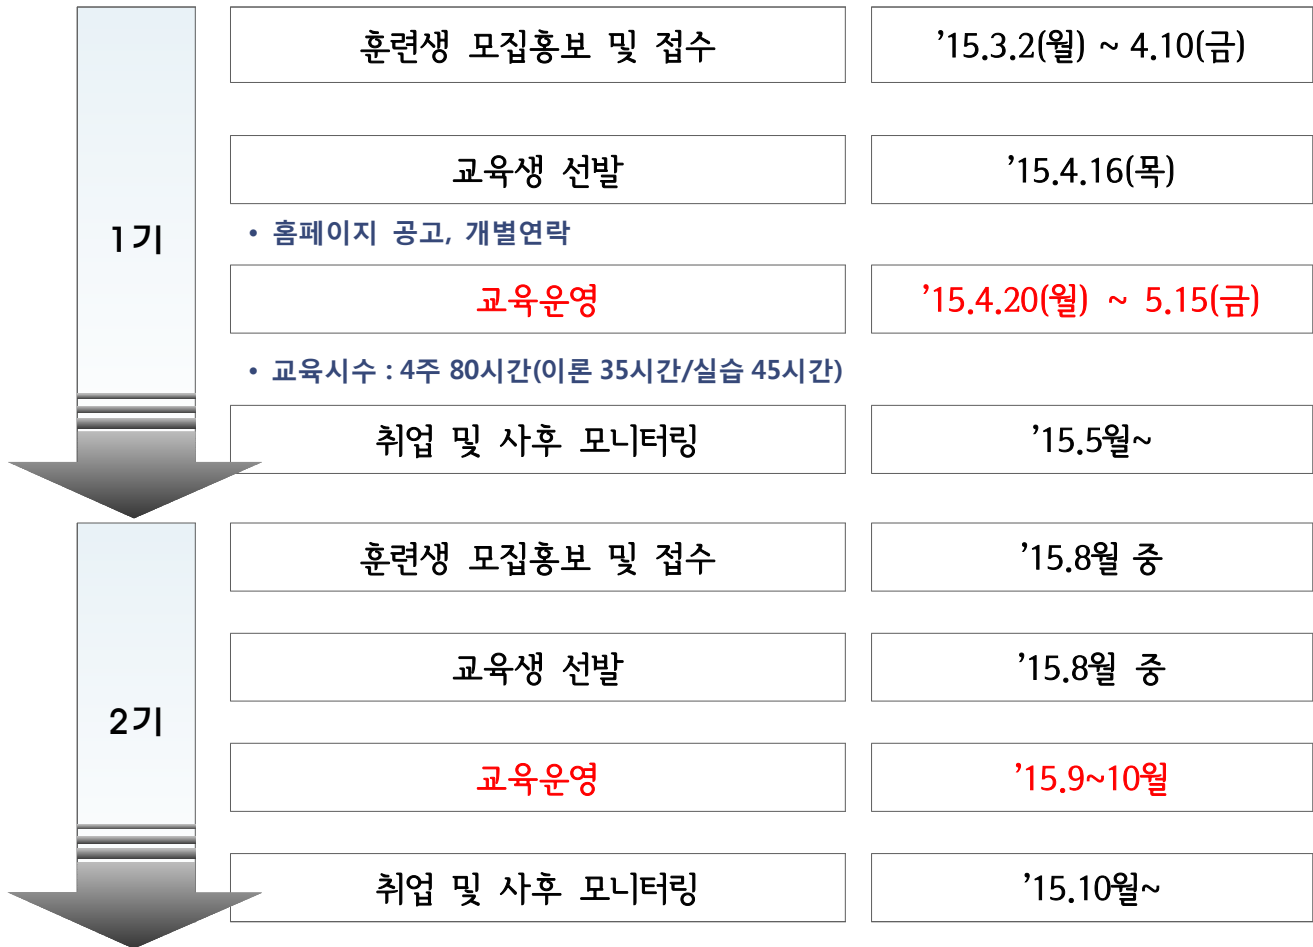 훈련생 모집홍보 및 접수 ’15.3.2(월) ~ 4.10(금)
교육생 선발 ’15.4.16(목)
1기
• 홈페이지 공고, 개별연락
교육운영 ’15.4.20(월) ~ 5.15(금)
• 교육시수 : 4주 80시간(이론 35시간/실습 45시간)
취업 및 사후 모니터링 ’15.5월~
훈련생 모집홍보 및 접수 ’15.8월 중
교육생 선발 ’15.8월 중
2기
교육운영 ’15.9~10월
취업 및 사후 모니터링 ’15.10월~